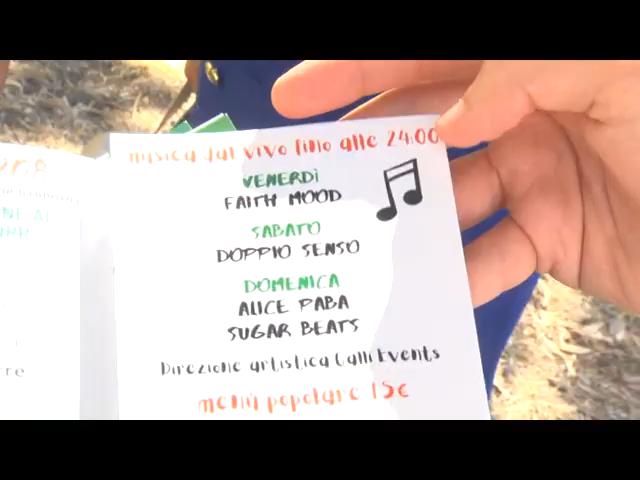 musica dal vivo fino alle 24:00
VENERDÌ
FAITH MOOD
SABATO
DOPPIO SENSO
DOMENICA
ALICE PABA
SUGAR BEATS
Direzione artistica Galli Events
menù popolare 15€